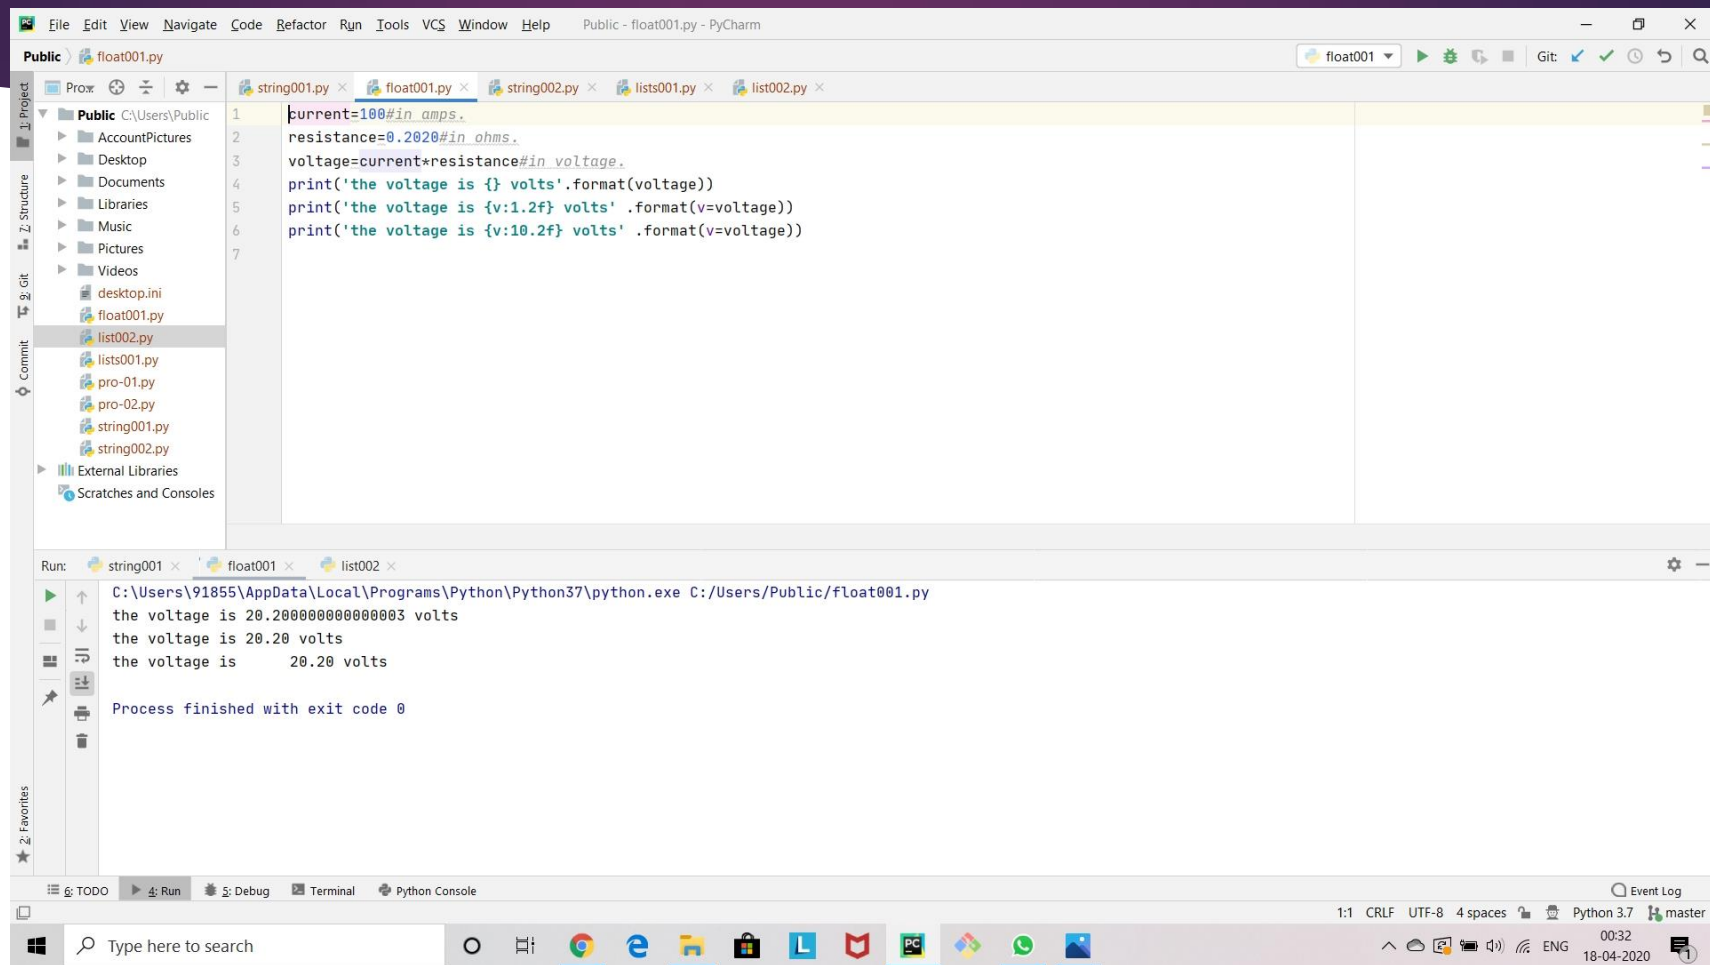 File Edit View Navigate Code Refactor Run Tools VCS Window Help Public - float001.py - PyCharm
Public float001.py float001 Git:
1: Project
string001.py float001.py string002.py lists001.py list002.py
Public C:\Users\Public
AccountPictures
Desktop
Documents
Libraries
Music
Pictures
Videos
desktop.ini
float001.py
list002.py
lists001.py
pro-01.py
pro-02.py
string001.py
string002.py
External Libraries
Scratches and Consoles
Z: Structure
9: Git
Commit
1 current=100#in amps.
2 resistance=0.2020#in ohms.
3 voltage=current*resistance#in voltage.
4 print('the voltage is {} volts'.format(voltage))
5 print('the voltage is {v:1.2f} volts' .format(v=voltage))
6 print('the voltage is {v:10.2f} volts' .format(v=voltage))
7
Run: string001 float001 list002
C:\Users\91855\AppData\Local\Programs\Python\Python37\python.exe C:/Users/Public/float001.py
the voltage is 20.200000000000003 volts
the voltage is 20.20 volts
the voltage is      20.20 volts
Process finished with exit code 0
2: Favorites
6: TODO 4: Run 5: Debug Terminal Python Console Event Log
1:1 CRLF UTF-8 4 spaces Python 3.7 master
Type here to search ENG 00:32
18-04-2020